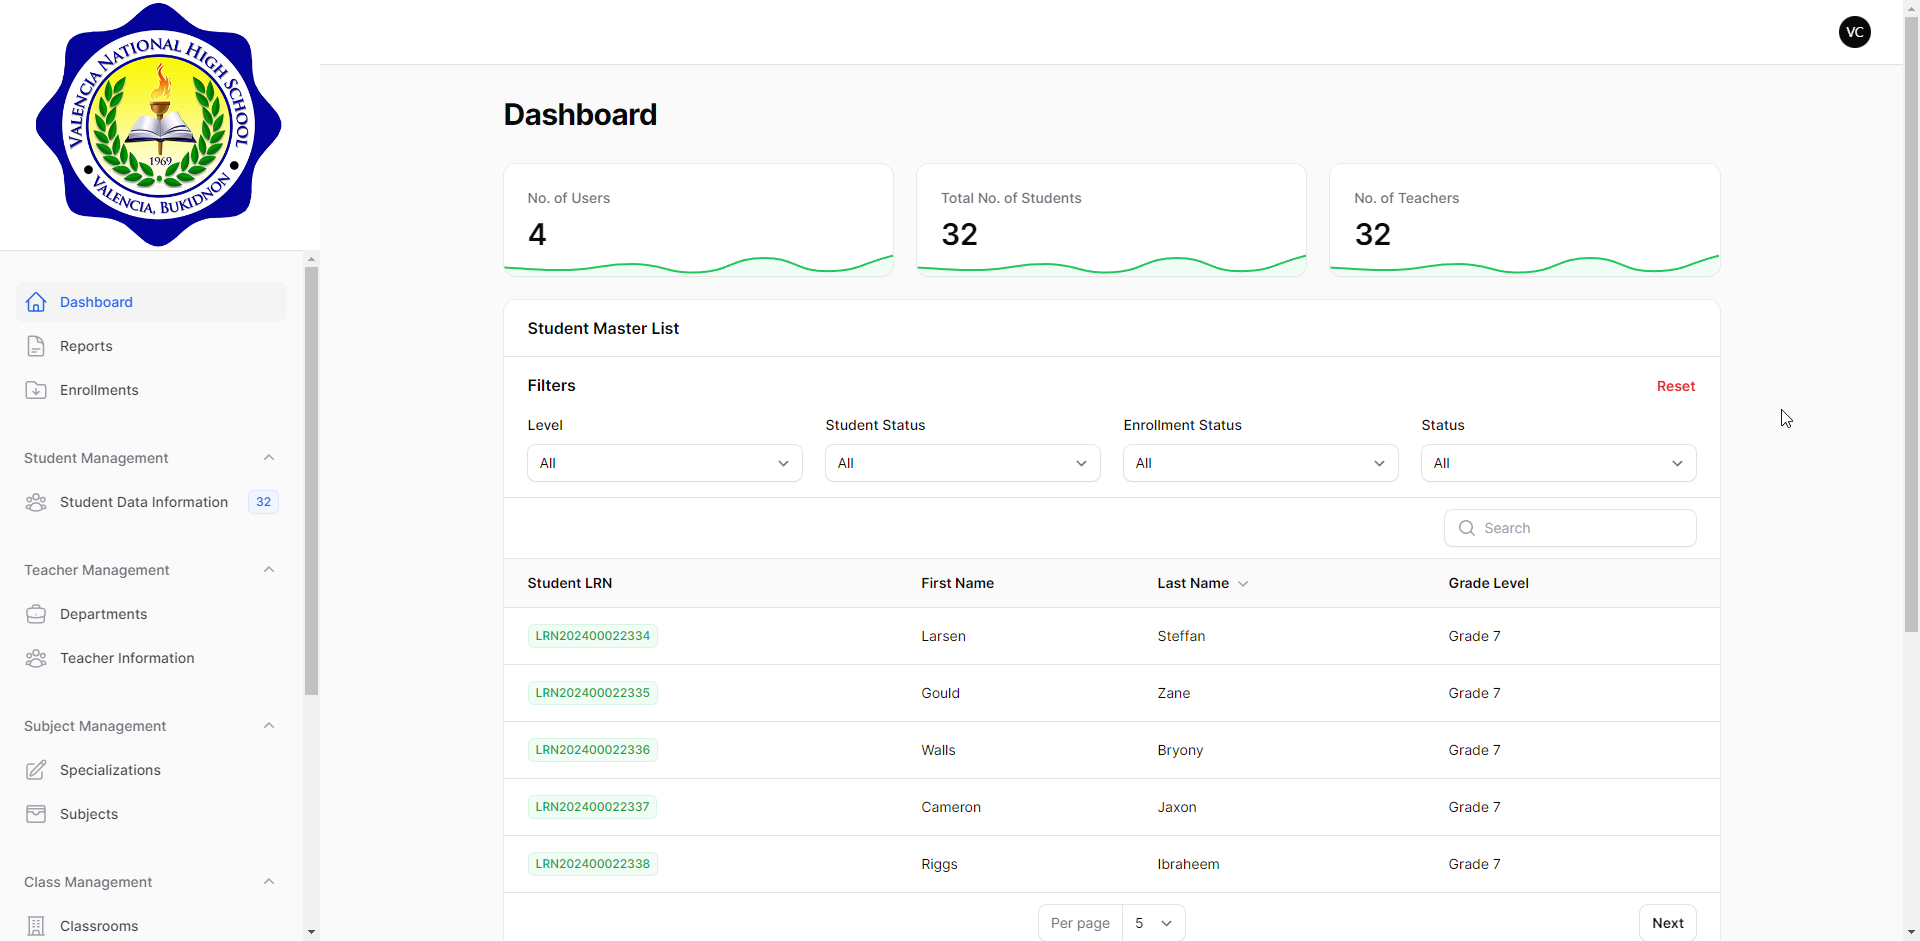 VALENCIA NATIONAL HIGH SCHOOL
1969
VALENCIA, BUKIDNON
VC
Dashboard
Reports
Enrollments
Student Management
Student Data Information 32
Teacher Management
Departments
Teacher Information
Subject Management
Specializations
Subjects
Class Management
Classrooms
Dashboard
No. of Users
4
Total No. of Students
32
No. of Teachers
32
Student Master List
Filters Reset
Level Student Status Enrollment Status Status
All All All All
Search
Student LRN First Name Last Name Grade Level
LRN202400022334 Larsen Steffan Grade 7
LRN202400022335 Gould Zane Grade 7
LRN202400022336 Walls Bryony Grade 7
LRN202400022337 Cameron Jaxon Grade 7
LRN202400022338 Riggs Ibraheem Grade 7
Per page 5 Next